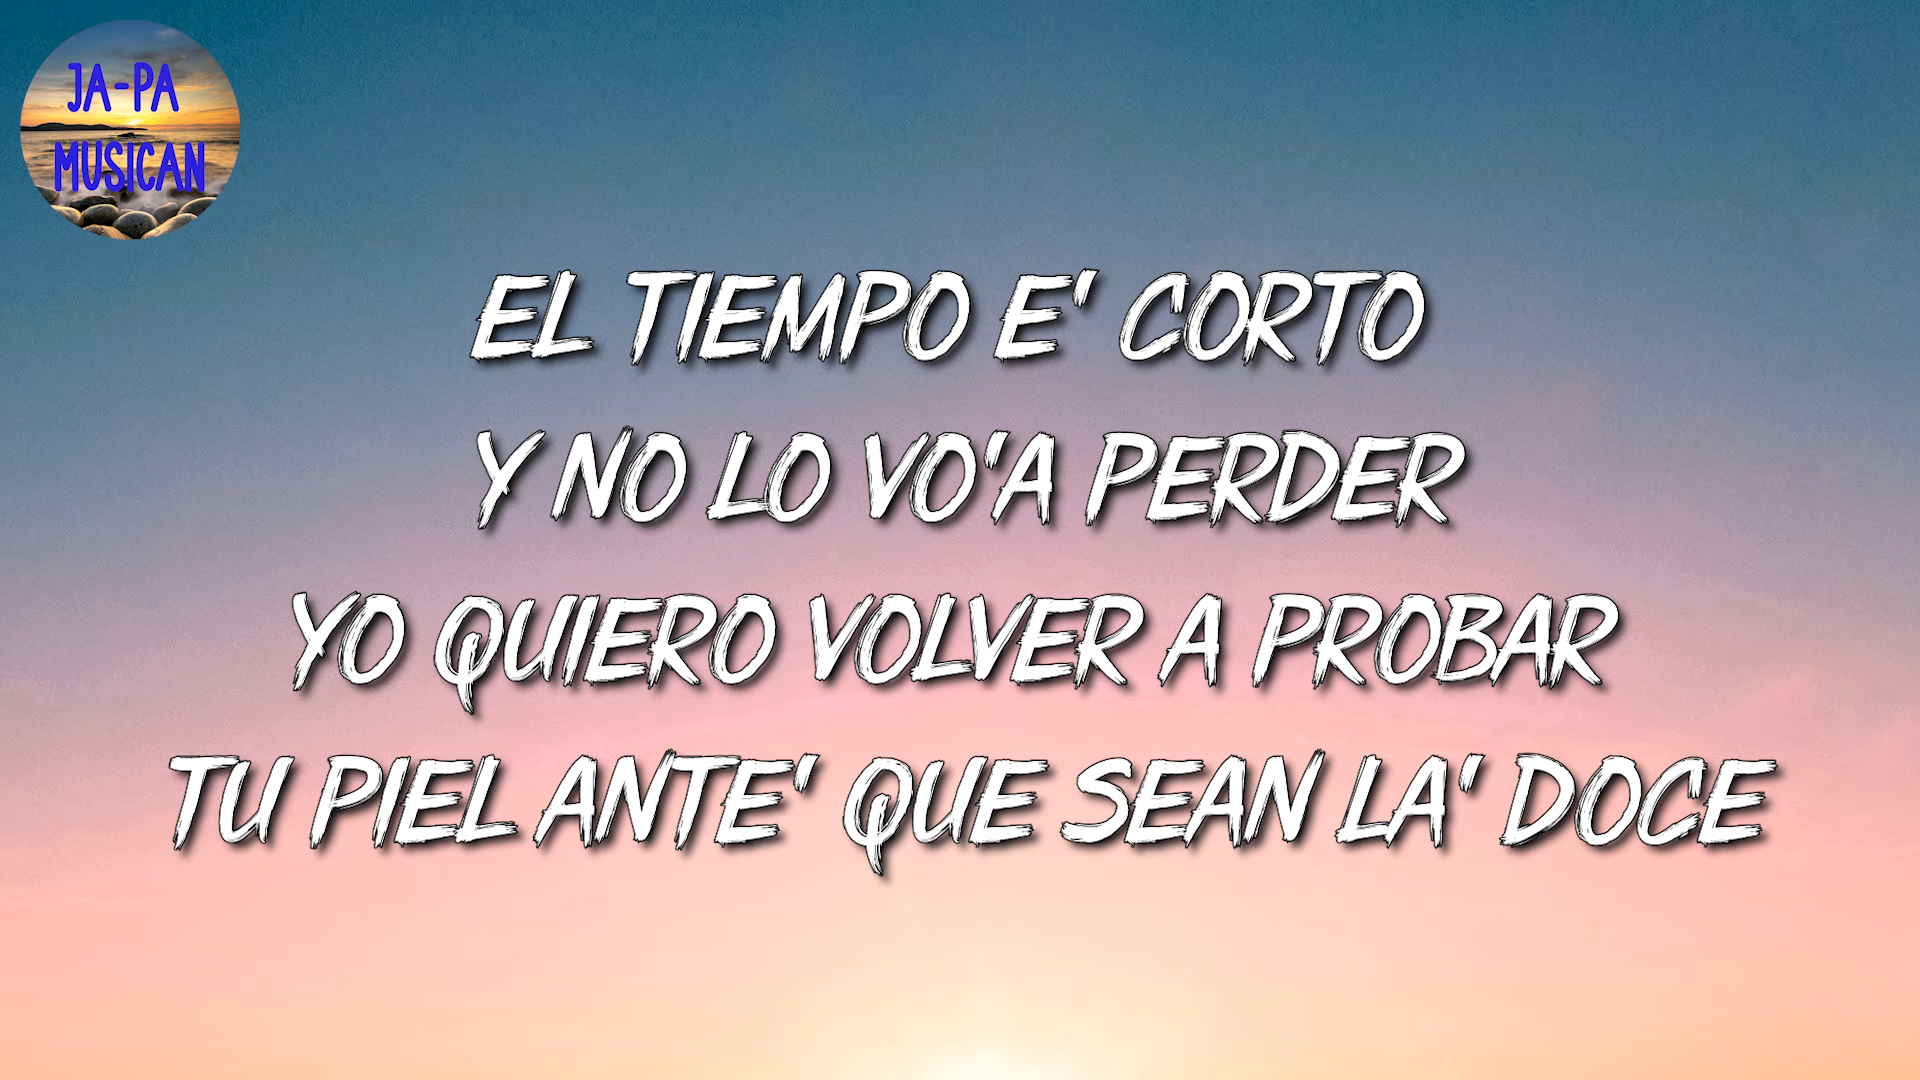 JA-PA
MUSICAN
EL TIEMPO E' CORTO
Y NO LO VO'A PERDER
YO QUIERO VOLVER A PROBAR
TU PIEL ANTE' QUE SEAN LA' DOCE